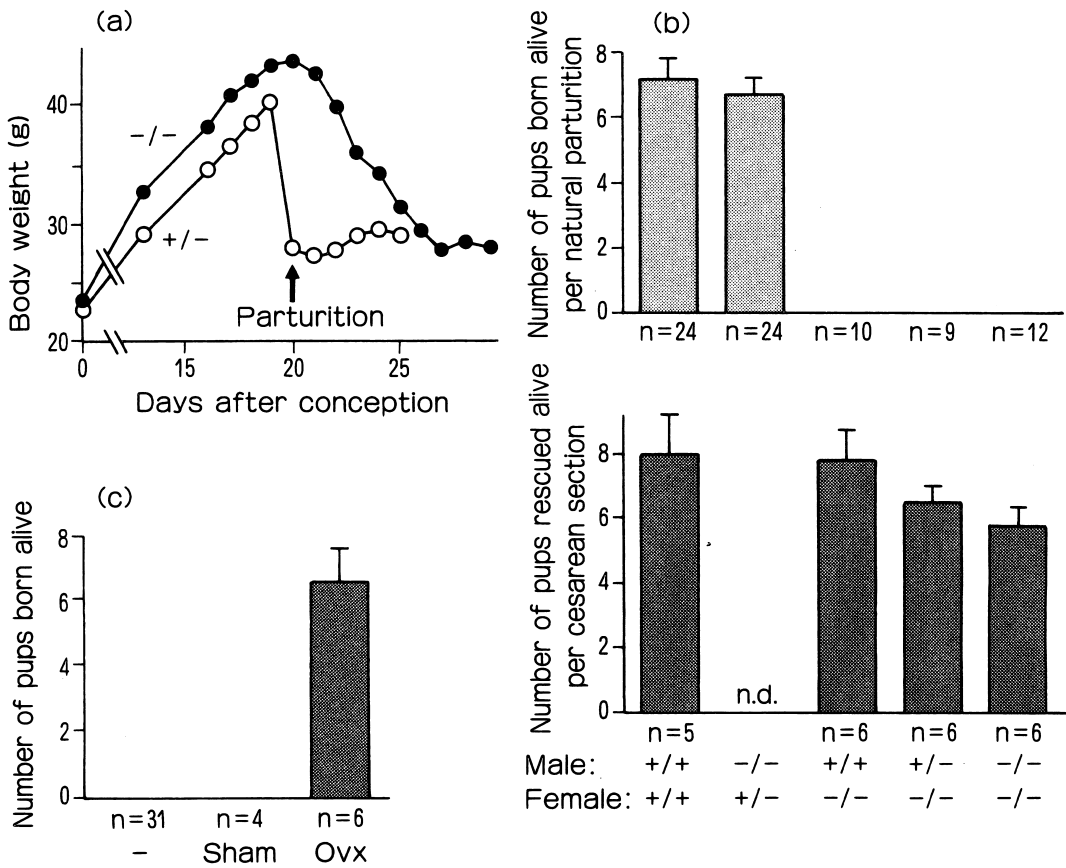 (a)
Body weight (g)
40
30
20
−/−
+/−
Parturition
0 15 20 25
Days after conception
(b)
Number of pups born alive
per natural parturition
8
6
4
2
0
n=24 n=24 n=10 n=9 n=12
Number of pups rescued alive
per cesarean section
8
6
4
2
0
n.d.
n=5 n=6 n=6 n=6
Male: +/+ −/− +/+ +/− −/−
Female: +/+ +/− −/− −/− −/−
(c)
Number of pups born alive
8
6
4
2
0
n=31 n=4 n=6
− Sham Ovx